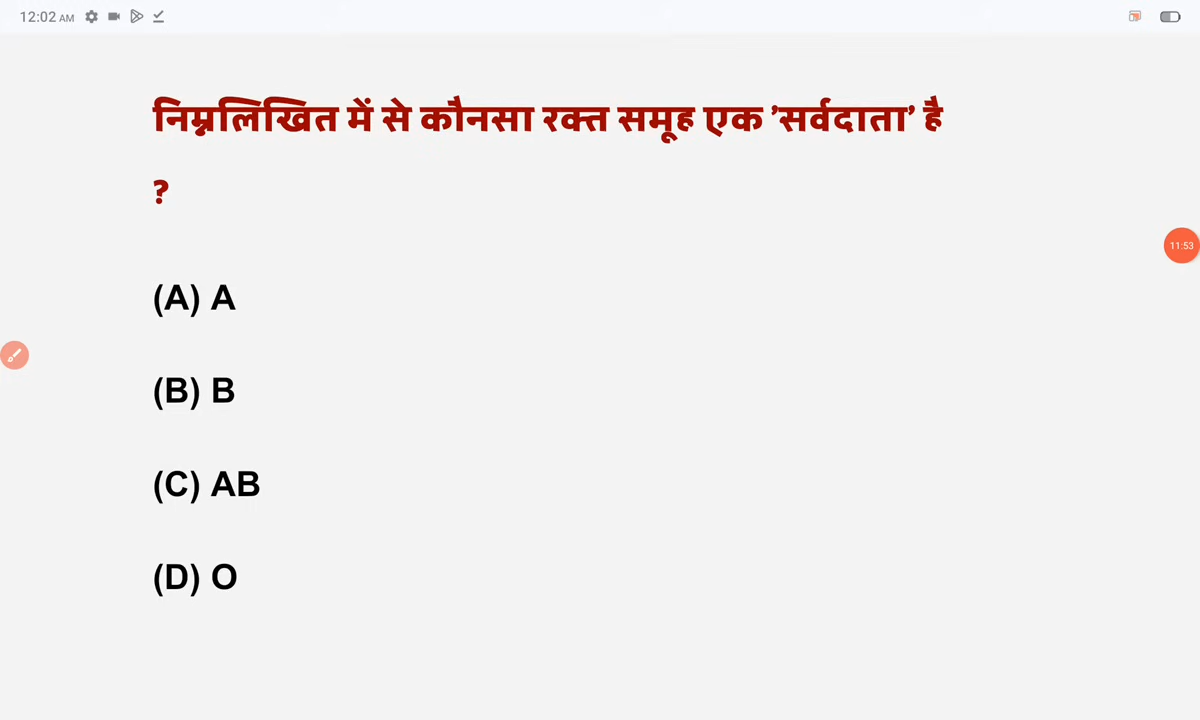 12:02 AM
निम्नलिखित में से कौनसा रक्त समूह एक ’सर्वदाता’ है
?
11:53
(A) A
(B) B
(C) AB
(D) O